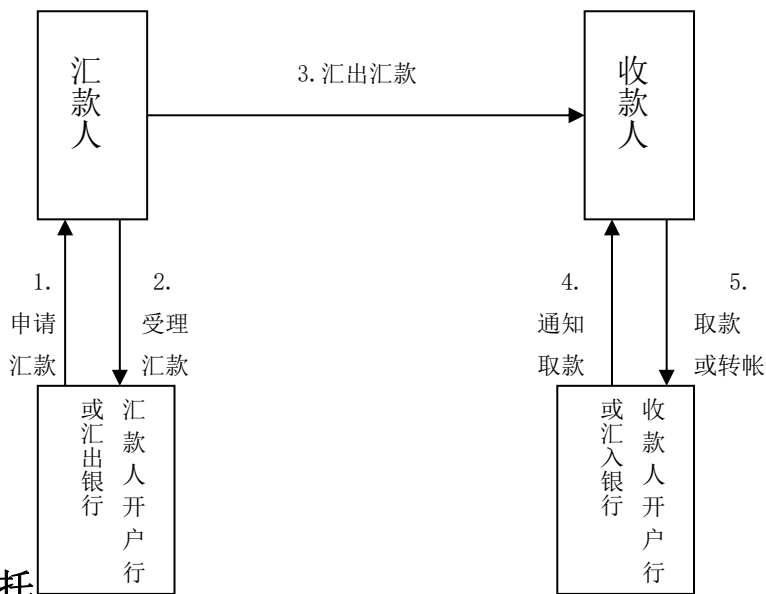 汇款人
3.汇出汇款
收款人
1.
申请
汇款
2.
受理
汇款
4.
通知
取款
5.
取款
或转帐
汇款人开户行
或汇出银行
收款人开户行
或汇入银行
托